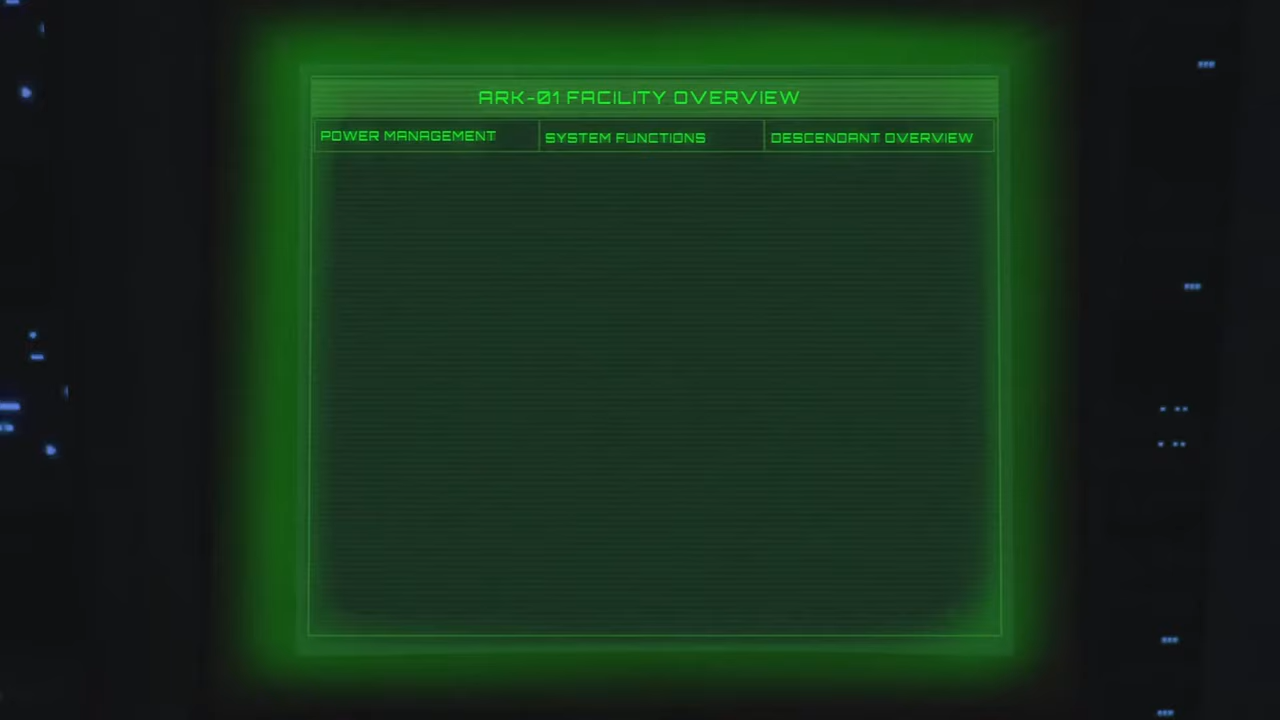 ARK-01 FACILITY OVERVIEW
POWER MANAGEMENT SYSTEM FUNCTIONS DESCENDANT OVERVIEW